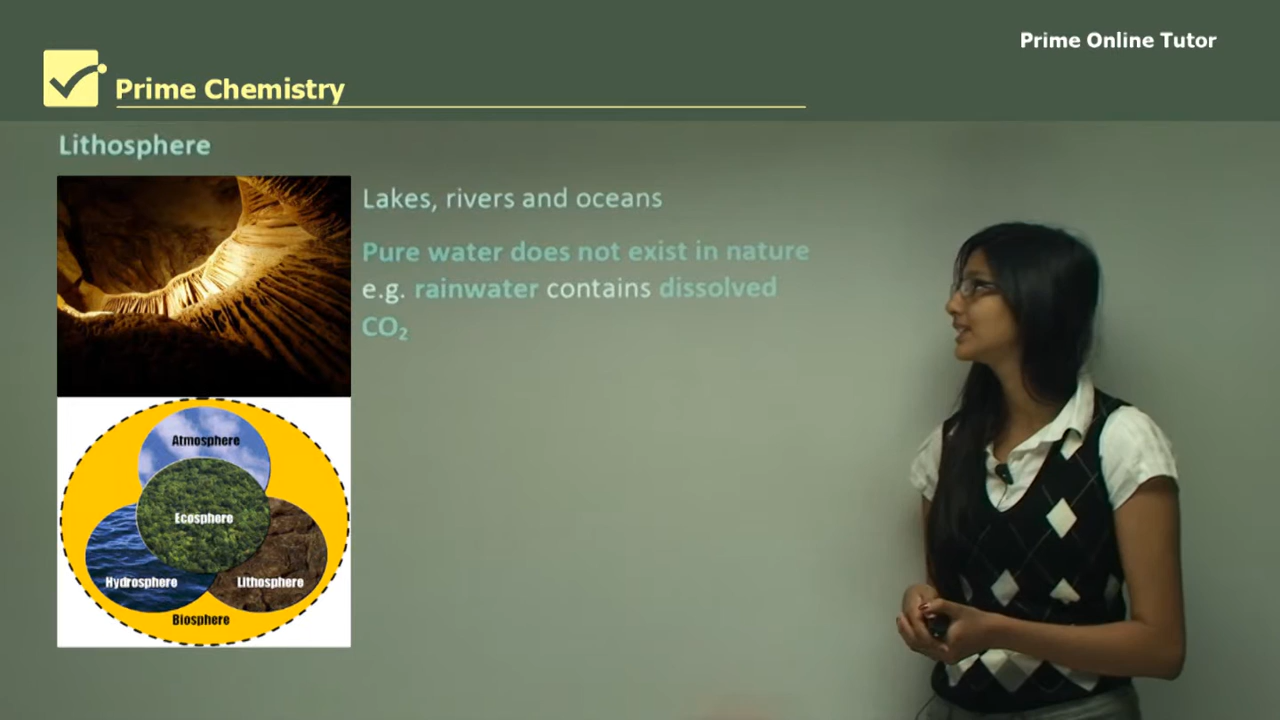 Prime Online Tutor
Prime Chemistry
Lithosphere
Lakes, rivers and oceans
Pure water does not exist in nature
e.g. rainwater contains dissolved
CO₂
Atmosphere
Ecosphere
Hydrosphere
Lithosphere
Biosphere